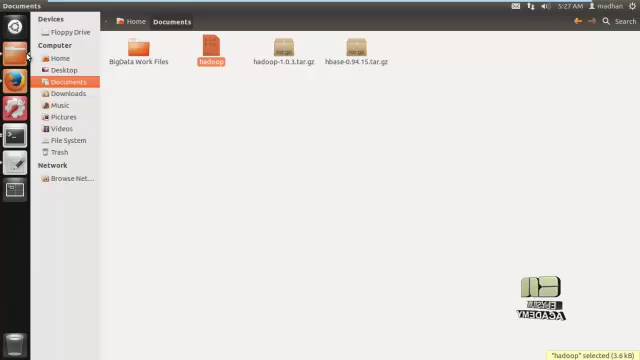 Documents
5:27 AM
madhan
Devices
Floppy Drive
Computer
Home
Desktop
Documents
Downloads
Music
Pictures
Videos
File System
Trash
Network
Browse Net...
Home
Documents
Search
BigData Work Files
hadoop
hadoop-1.0.3.tar.gz
hbase-0.94.15.tar.gz
ACADEMY
"hadoop" selected (3.6 kB)